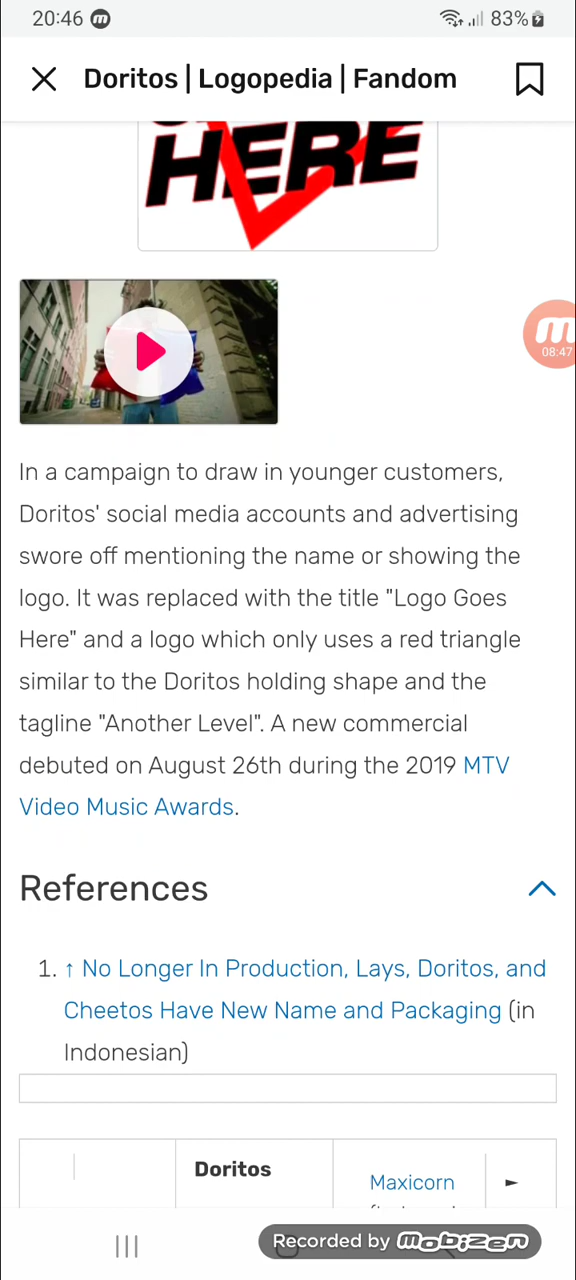 20:46 m 83%
Doritos | Logopedia | Fandom
HERE
m
08:47
In a campaign to draw in younger customers,
Doritos' social media accounts and advertising
swore off mentioning the name or showing the
logo. It was replaced with the title "Logo Goes
Here" and a logo which only uses a red triangle
similar to the Doritos holding shape and the
tagline "Another Level". A new commercial
debuted on August 26th during the 2019 MTV
Video Music Awards.
References
1. ↑ No Longer In Production, Lays, Doritos, and
Cheetos Have New Name and Packaging (in
Indonesian)
Doritos
Maxicorn ►
Recorded by mobizen